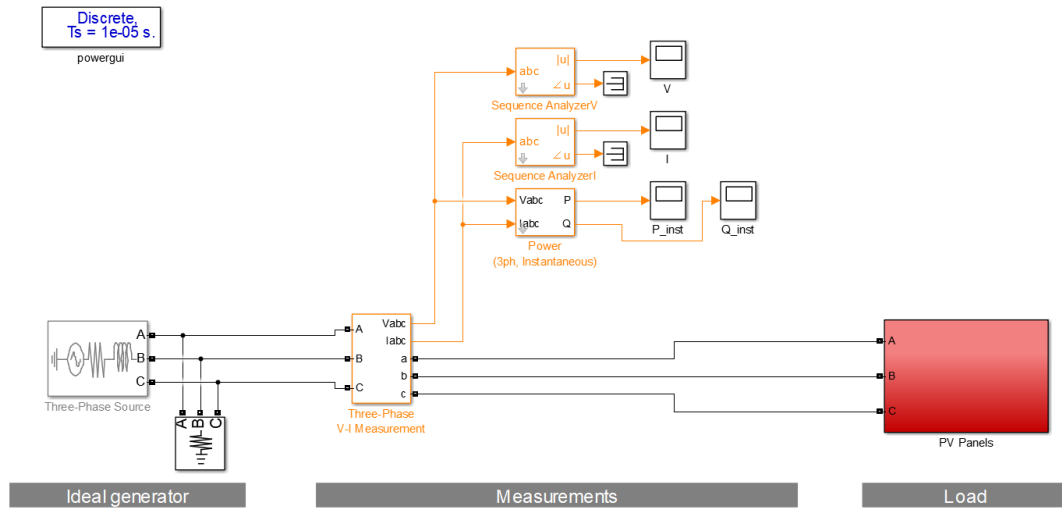 Discrete,
Ts = 1e-05 s.
powergui
abc
|u|
∠u
Sequence AnalyzerV
V
abc
|u|
∠u
Sequence AnalyzerI
I
Vabc
P
Iabc
Q
Power
(3ph, Instantaneous)
P_inst
Q_inst
A
B
C
Three-Phase Source
A
B
C
A
B
C
Vabc
Iabc
a
b
c
Three-Phase
V-I Measurement
A
B
C
PV Panels
Ideal generator
Measurements
Load